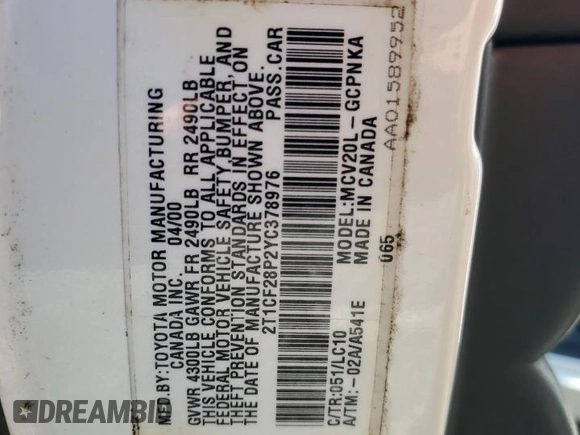 MFD.BY:TOYOTA MOTOR MANUFACTURING
CANADA INC. 04/00
GVWR 4300LB GAWR FR 2490LB RR 2490LB
THIS VEHICLE CONFORMS TO ALL APPLICABLE
FEDERAL MOTOR VEHICLE SAFETY,BUMPER, AND
THEFT PREVENTION STANDARDS IN EFFECT ON
THE DATE OF MANUFACTURE SHOWN ABOVE.
2T1CF28P2YC378976 PASS.CAR
C/TR:051/LC10 MODEL:MCV20L-GCPNKA
A/TM:-02A/A541E MADE IN CANADA
U65
AA01589952
© RideSafely